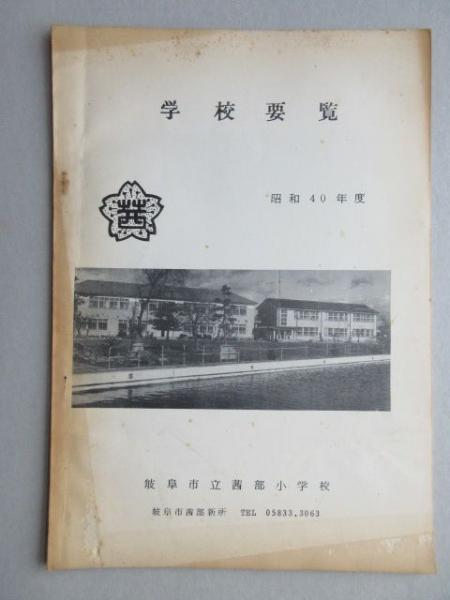 学校要覧
昭和40年度
茜
岐阜市立茜部小学校
岐阜市茜部新所 TEL 05833.3063